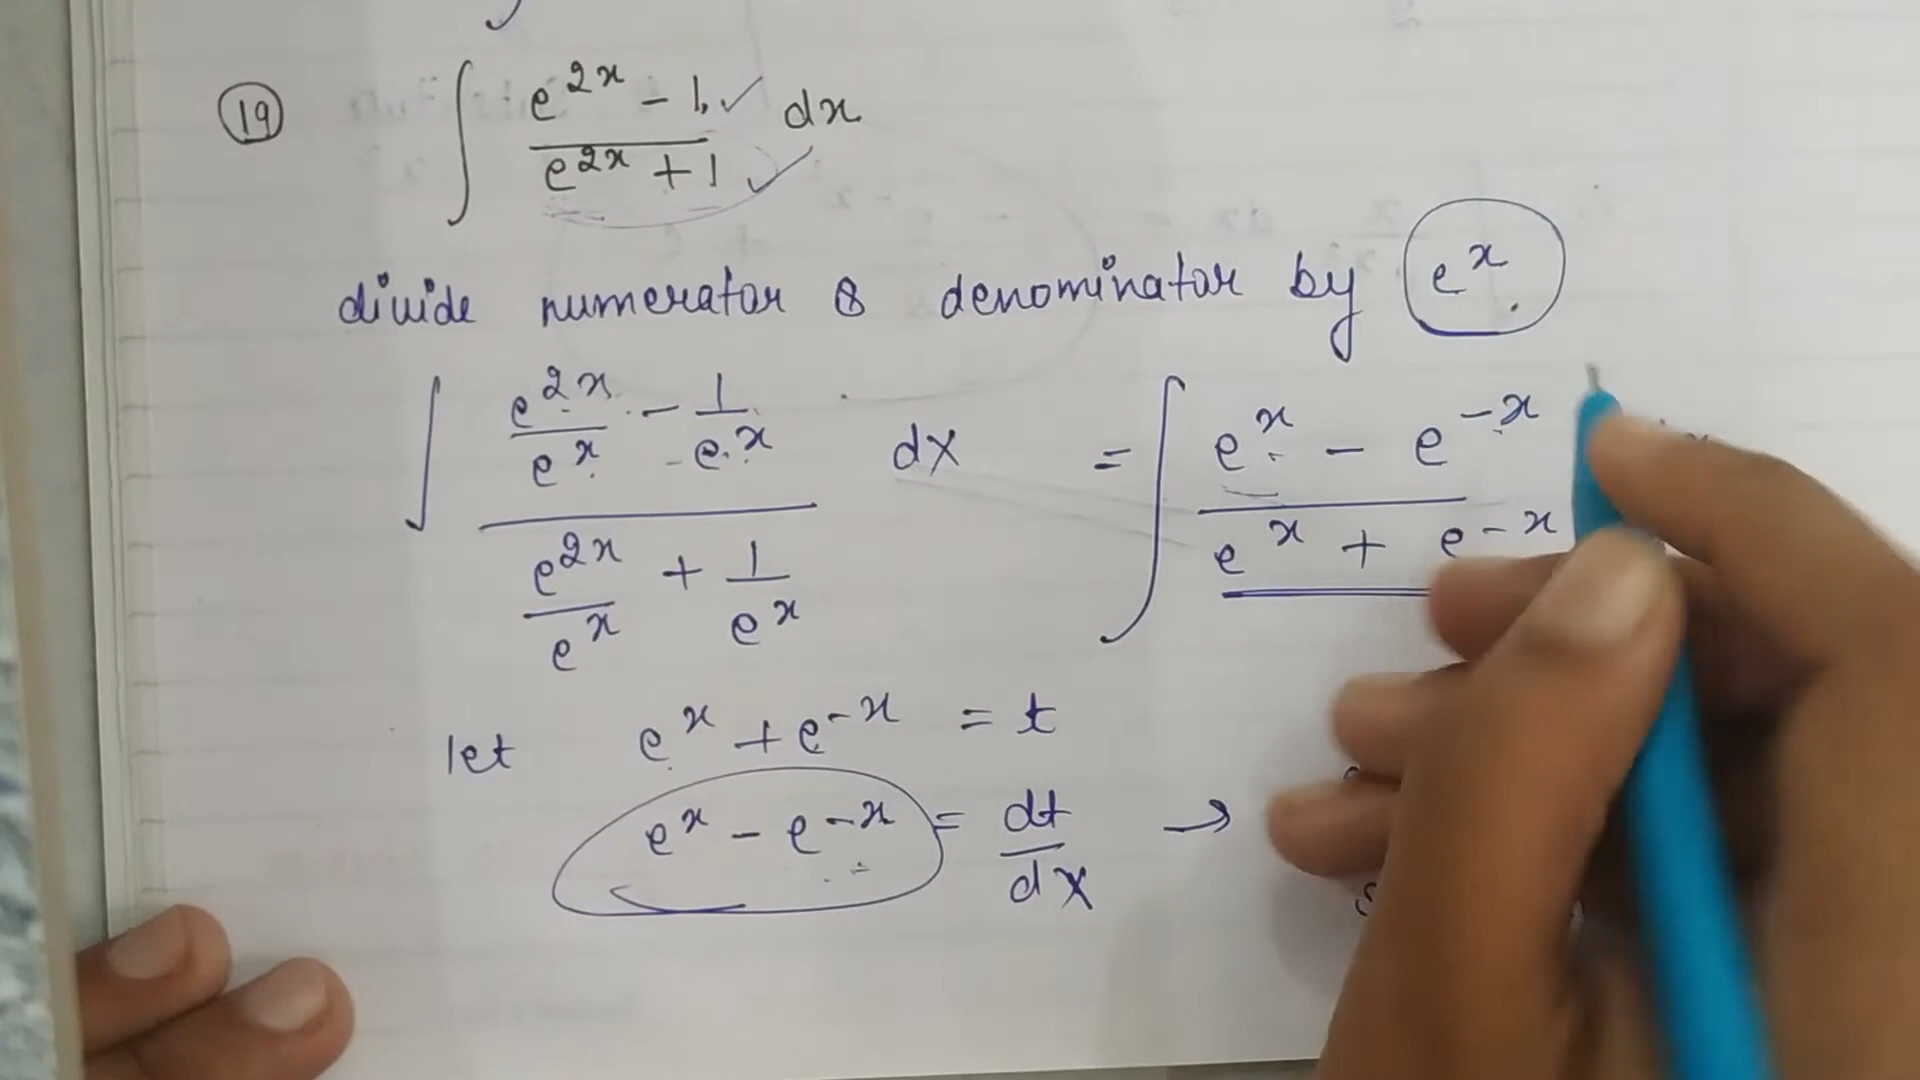 (19) ∫ (e^{2x} - 1)/(e^{2x} + 1) dx
divide numerator & denominator by e^x
∫ (e^{2x}/e^x - 1/e^x)/(e^{2x}/e^x + 1/e^x) dx = ∫ (e^x - e^{-x})/(e^x + e^{-x})
let e^x + e^{-x} = t
e^x - e^{-x} = dt/dx →